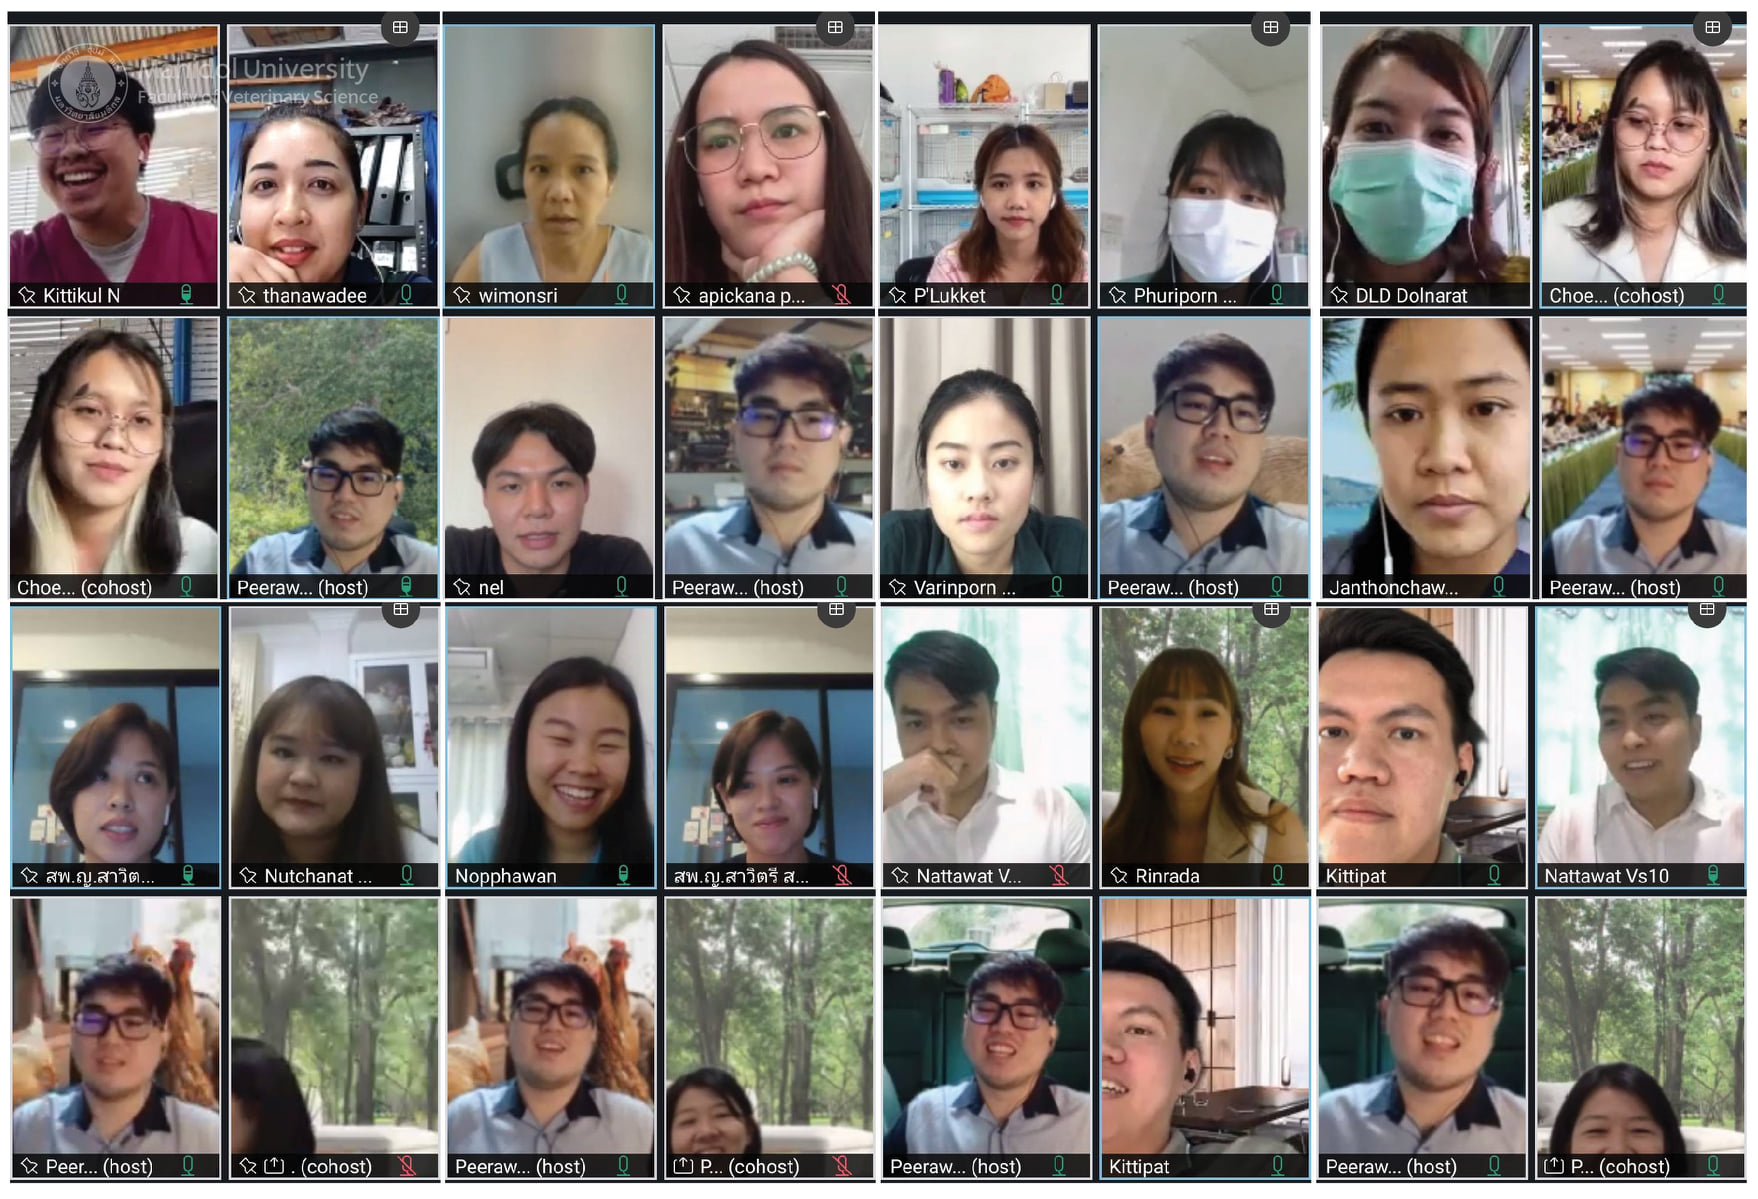 Mahidol University
Faculty of Veterinary Science
Kittikul N
thanawadee
wimonsri
apickana p...
P'Lukket
Phuriporn ...
DLD Dolnarat
Choe... (cohost)
Choe... (cohost)
Peeraw... (host)
nel
Peeraw... (host)
Varinporn ...
Peeraw... (host)
Janthonchaw...
Peeraw... (host)
สพ.ญ.สาวิต...
Nutchanat ...
Nopphawan
สพ.ญ.สาวิตรี ส...
Nattawat V...
Rinrada
Kittipat
Nattawat Vs10
Peer... (host)
. (cohost)
Peeraw... (host)
P... (cohost)
Peeraw... (host)
Kittipat
Peeraw... (host)
P... (cohost)